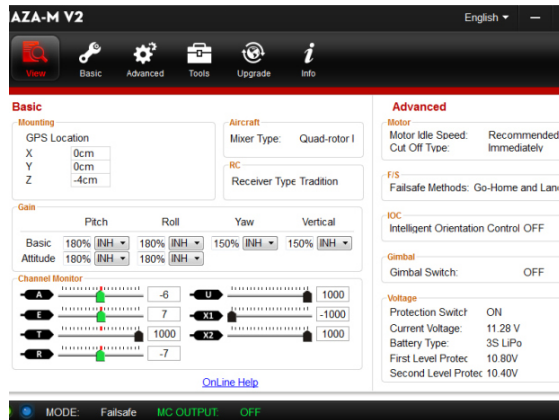 AZA-M V2
English
View
Basic
Advanced
Tools
Upgrade
Info
Basic
Mounting
GPS Location
X 0cm
Y 0cm
Z -4cm
Aircraft
Mixer Type: Quad-rotor I
RC
Receiver Type Tradition
Gain
Pitch Roll Yaw Vertical
Basic 180% INH 180% INH 150% INH 150% INH
Attitude 180% INH 180% INH
Channel Monitor
A -6 U 1000
E 7 X1 -1000
T 1000 X2 1000
R -7
OnLine Help
Advanced
Motor
Motor Idle Speed: Recommended
Cut Off Type: Immediately
F/S
Failsafe Methods: Go-Home and Lan
IOC
Intelligent Orientation Control OFF
Gimbal
Gimbal Switch: OFF
Voltage
Protection Switch ON
Current Voltage: 11.28 V
Battery Type: 3S LiPo
First Level Protec 10.80V
Second Level Protec 10.40V
MODE: Failsafe MC OUTPUT: OFF